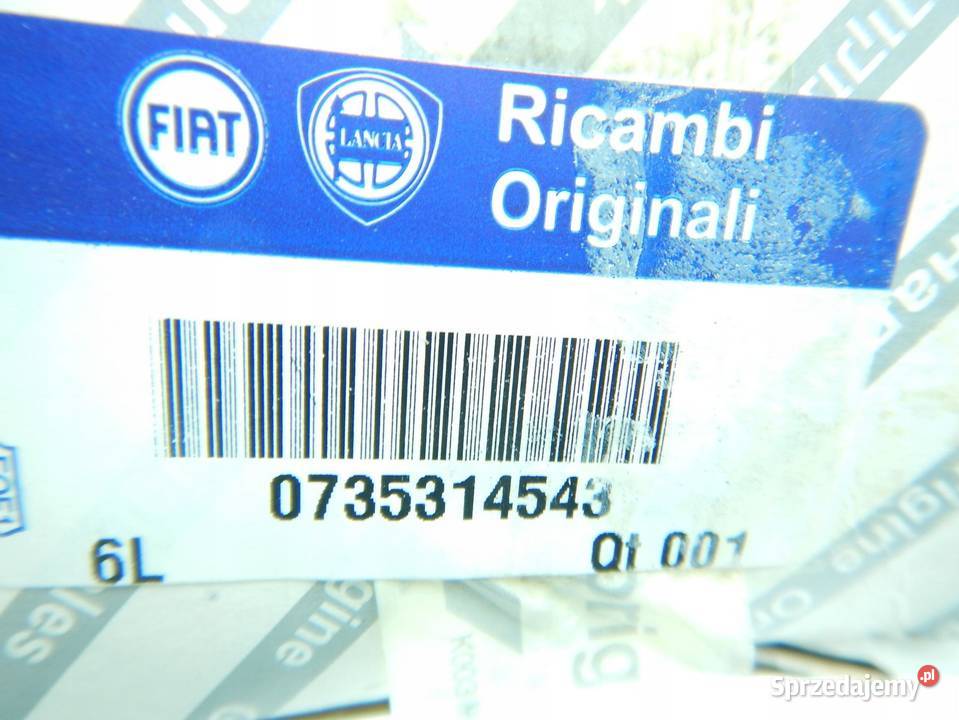 FIAT
LANCIA
Ricambi
Originali
0735314543
6L
Qt 001
Sprzedajemy.pl